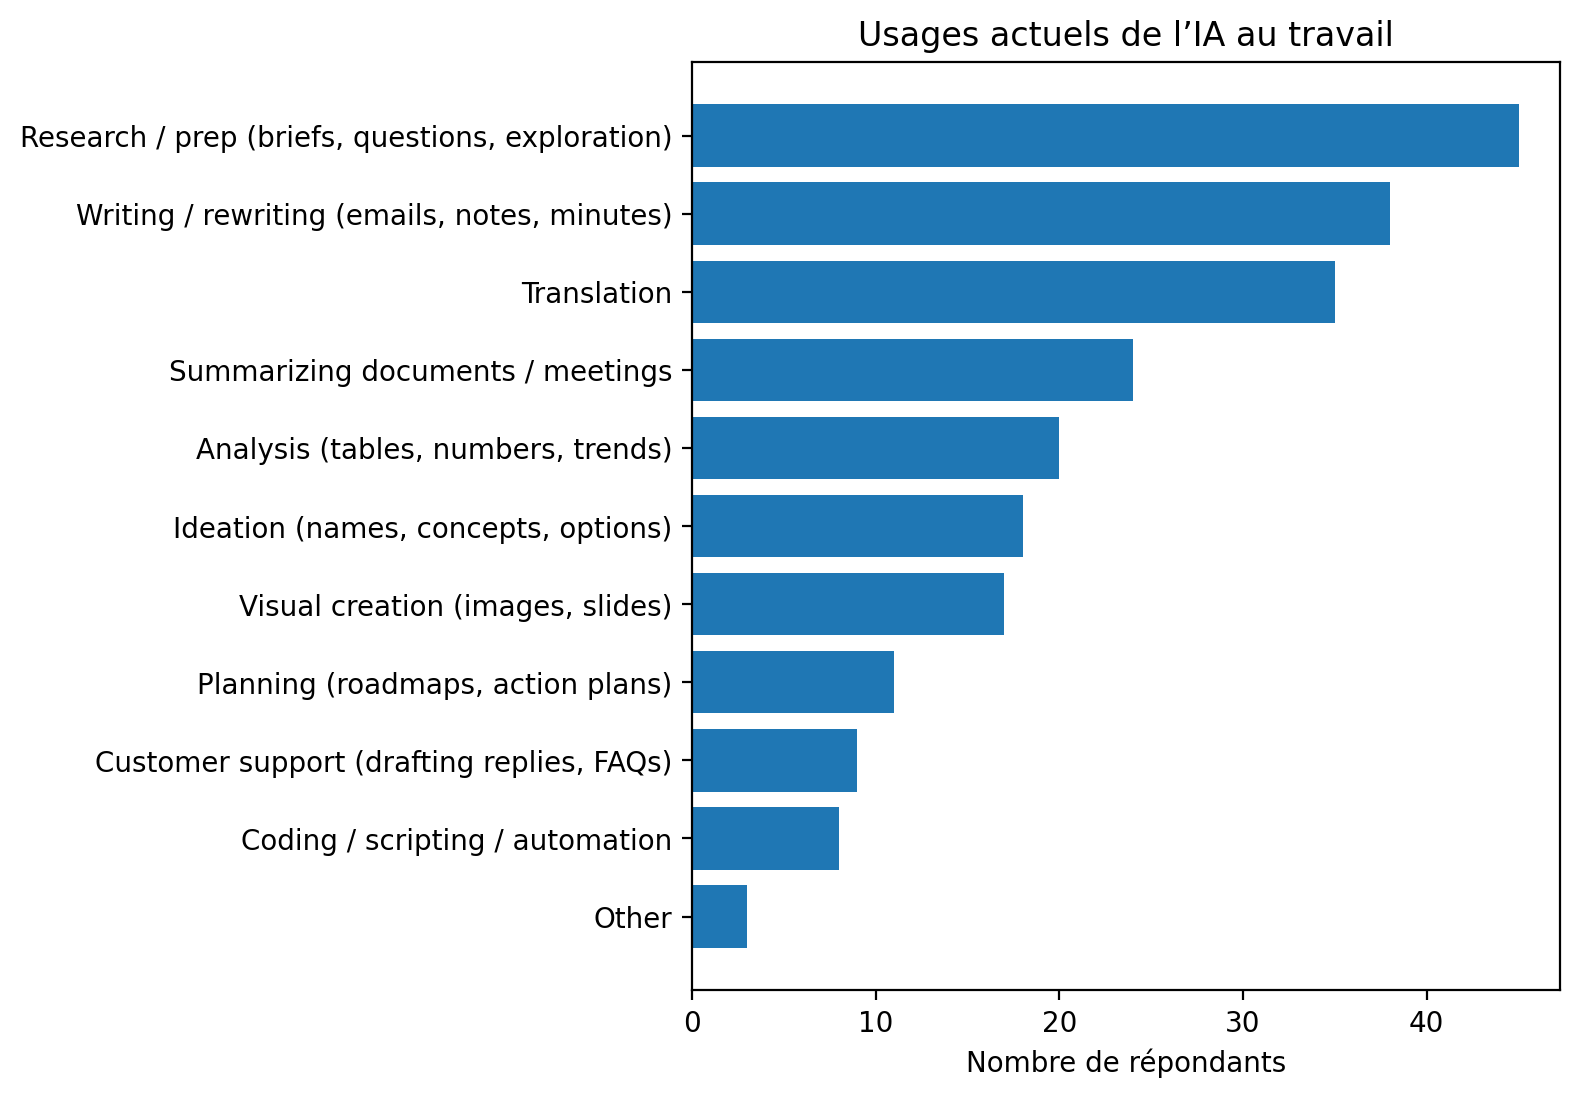 Usages actuels de l’IA au travail
Research / prep (briefs, questions, exploration)
Writing / rewriting (emails, notes, minutes)
Translation
Summarizing documents / meetings
Analysis (tables, numbers, trends)
Ideation (names, concepts, options)
Visual creation (images, slides)
Planning (roadmaps, action plans)
Customer support (drafting replies, FAQs)
Coding / scripting / automation
Other
0 10 20 30 40
Nombre de répondants